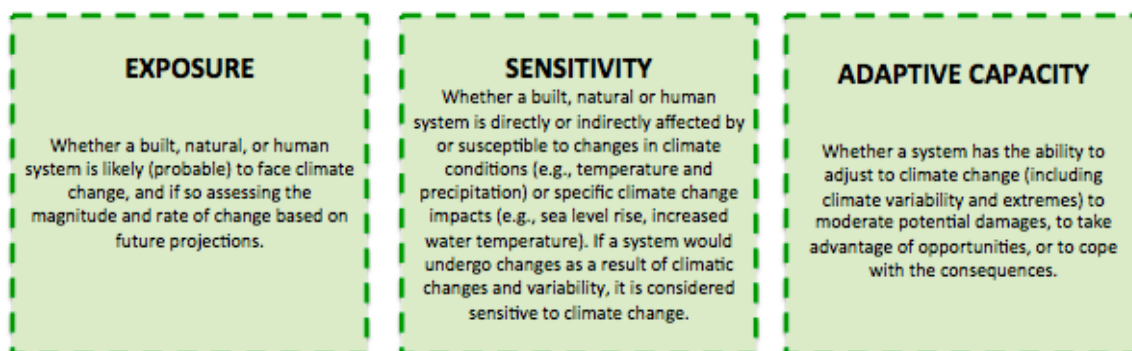 EXPOSURE
Whether a built, natural, or human
system is likely (probable) to face climate
change, and if so assessing the
magnitude and rate of change based on
future projections.
SENSITIVITY
Whether a built, natural or human
system is directly or indirectly affected by
or susceptible to changes in climate
conditions (e.g., temperature and
precipitation) or specific climate change
impacts (e.g., sea level rise, increased
water temperature). If a system would
undergo changes as a result of climatic
changes and variability, it is considered
sensitive to climate change.
ADAPTIVE CAPACITY
Whether a system has the ability to
adjust to climate change (including
climate variability and extremes) to
moderate potential damages, to take
advantage of opportunities, or to cope
with the consequences.